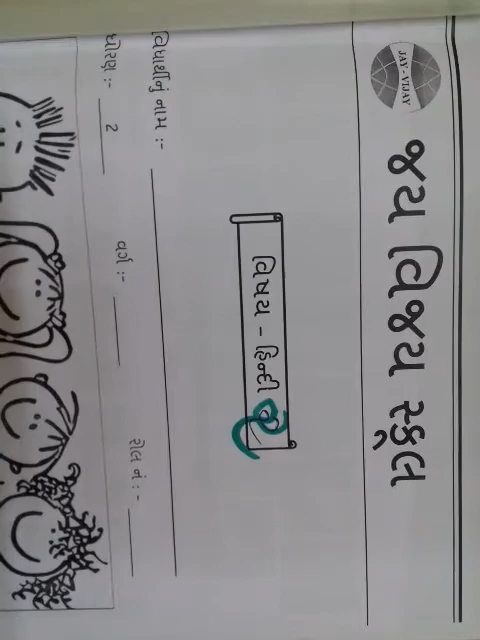 JAY - VIJAY
જય વિજય સ્કુલ
વિષય - હિન્દી
વિધાર્થીનું નામ :-
ધોરણ :- 2 વર્ગ :- રોલ નં :-